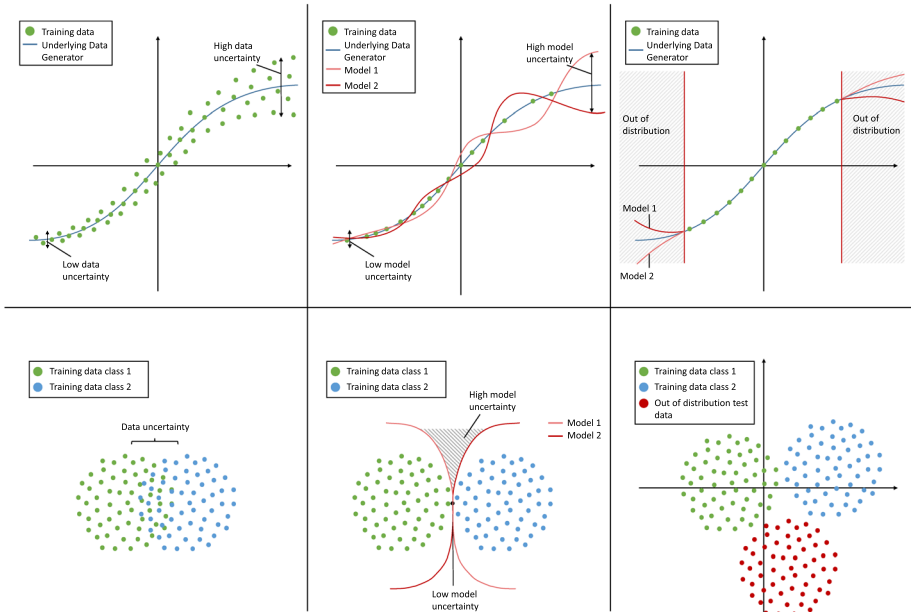 Training data
Underlying Data
Generator
High data
uncertainty
Low data
uncertainty
Training data
Underlying Data
Generator
Model 1
Model 2
High model
uncertainty
Low model
uncertainty
Training data
Underlying Data
Generator
Out of
distribution
Out of
distribution
Model 1
Model 2
Training data class 1
Training data class 2
Data uncertainty
Training data class 1
Training data class 2
High model
uncertainty
Model 1
Model 2
Low model
uncertainty
Training data class 1
Training data class 2
Out of distribution test
data